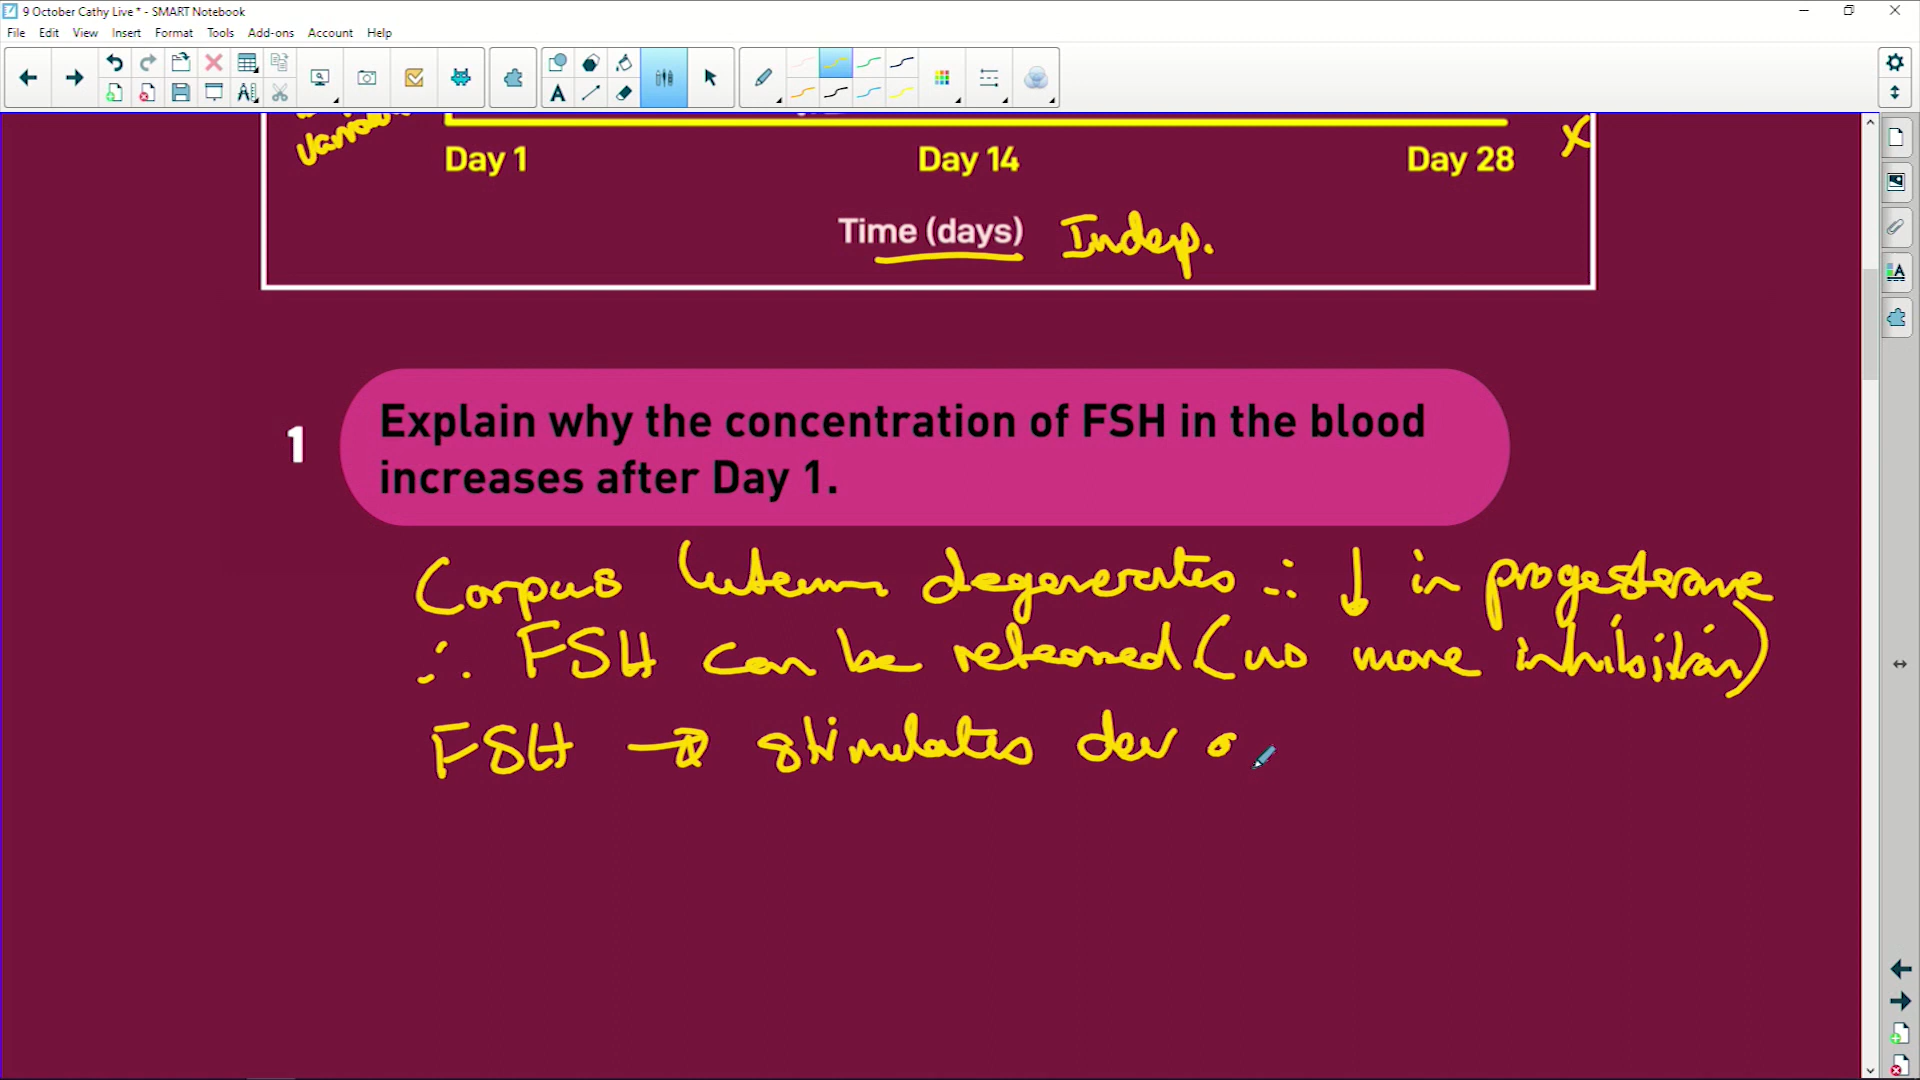 9 October Cathy Live * - SMART Notebook
File Edit View Insert Format Tools Add-ons Account Help
Day 1 Day 14 Day 28 X
Time (days) Indep.
1 Explain why the concentration of FSH in the blood
increases after Day 1.
Corpus luteum degenerates ∴ ↓ in progesterone
∴ FSH can be released (no more inhibition)
FSH → stimulates dev o